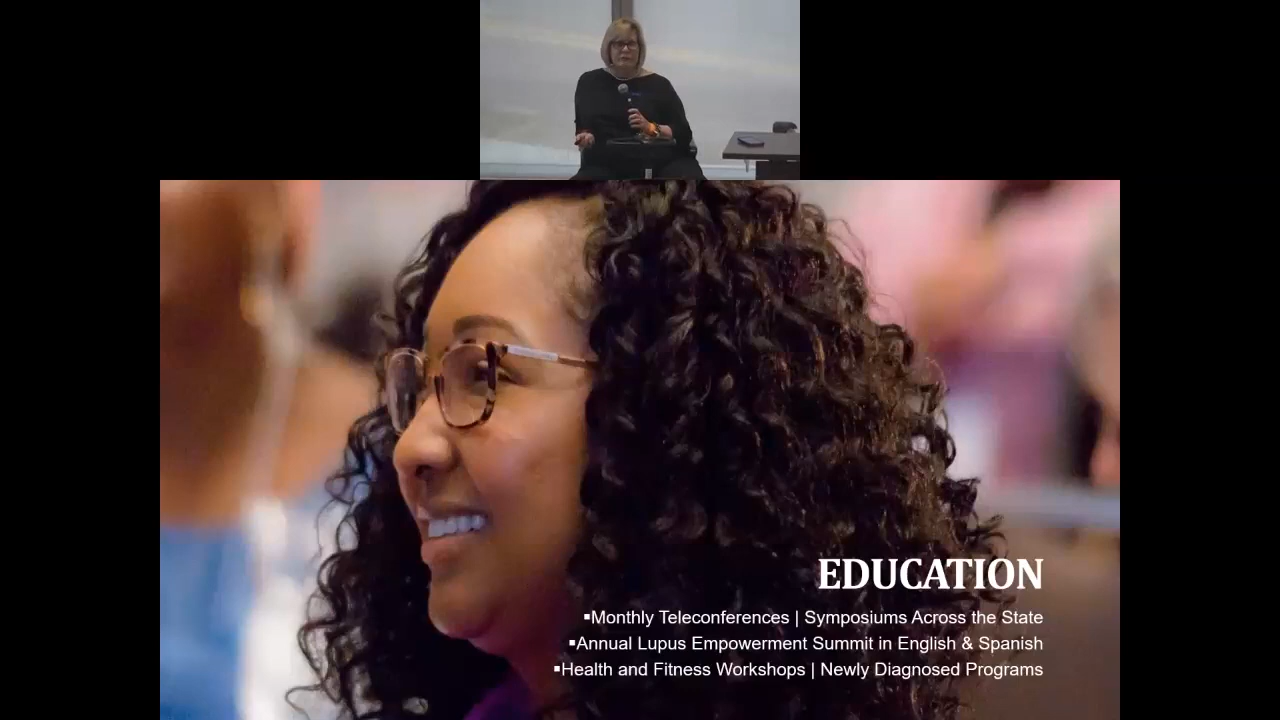 EDUCATION
▪Monthly Teleconferences | Symposiums Across the State
▪Annual Lupus Empowerment Summit in English & Spanish
▪Health and Fitness Workshops | Newly Diagnosed Programs